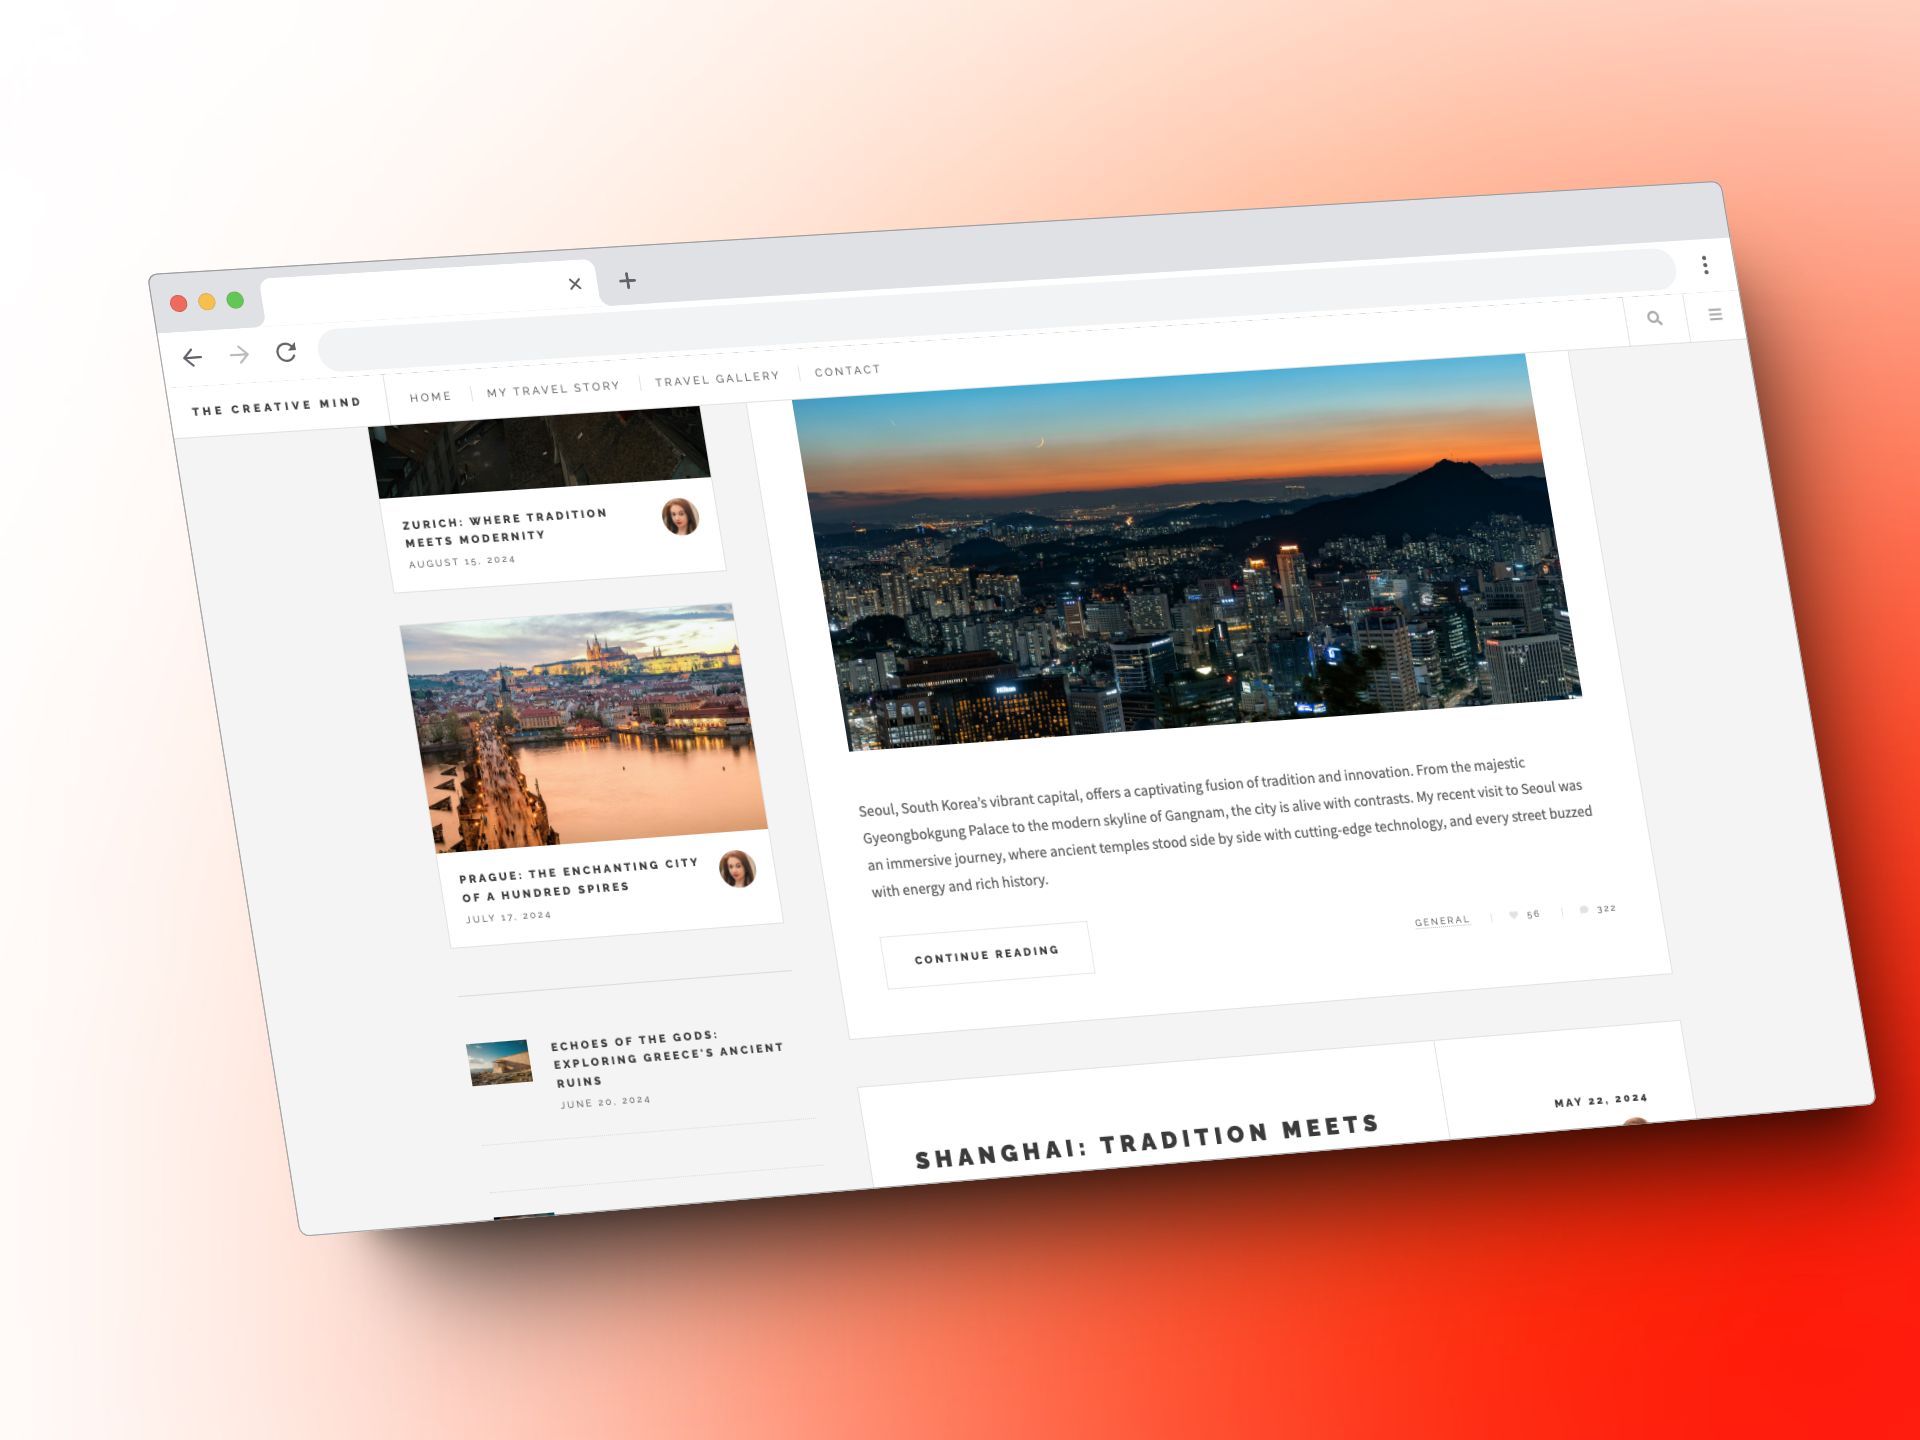 THE CREATIVE MIND
HOME
MY TRAVEL STORY
TRAVEL GALLERY
CONTACT
ZURICH: WHERE TRADITION
MEETS MODERNITY
AUGUST 15, 2024
PRAGUE: THE ENCHANTING CITY
OF A HUNDRED SPIRES
JULY 17, 2024
ECHOES OF THE GODS:
EXPLORING GREECE'S ANCIENT
RUINS
JUNE 20, 2024
Hilton
Seoul, South Korea's vibrant capital, offers a captivating fusion of tradition and innovation. From the majestic
Gyeongbokgung Palace to the modern skyline of Gangnam, the city is alive with contrasts. My recent visit to Seoul was
an immersive journey, where ancient temples stood side by side with cutting-edge technology, and every street buzzed
with energy and rich history.
CONTINUE READING
GENERAL
56
322
SHANGHAI: TRADITION MEETS
MAY 22, 2024